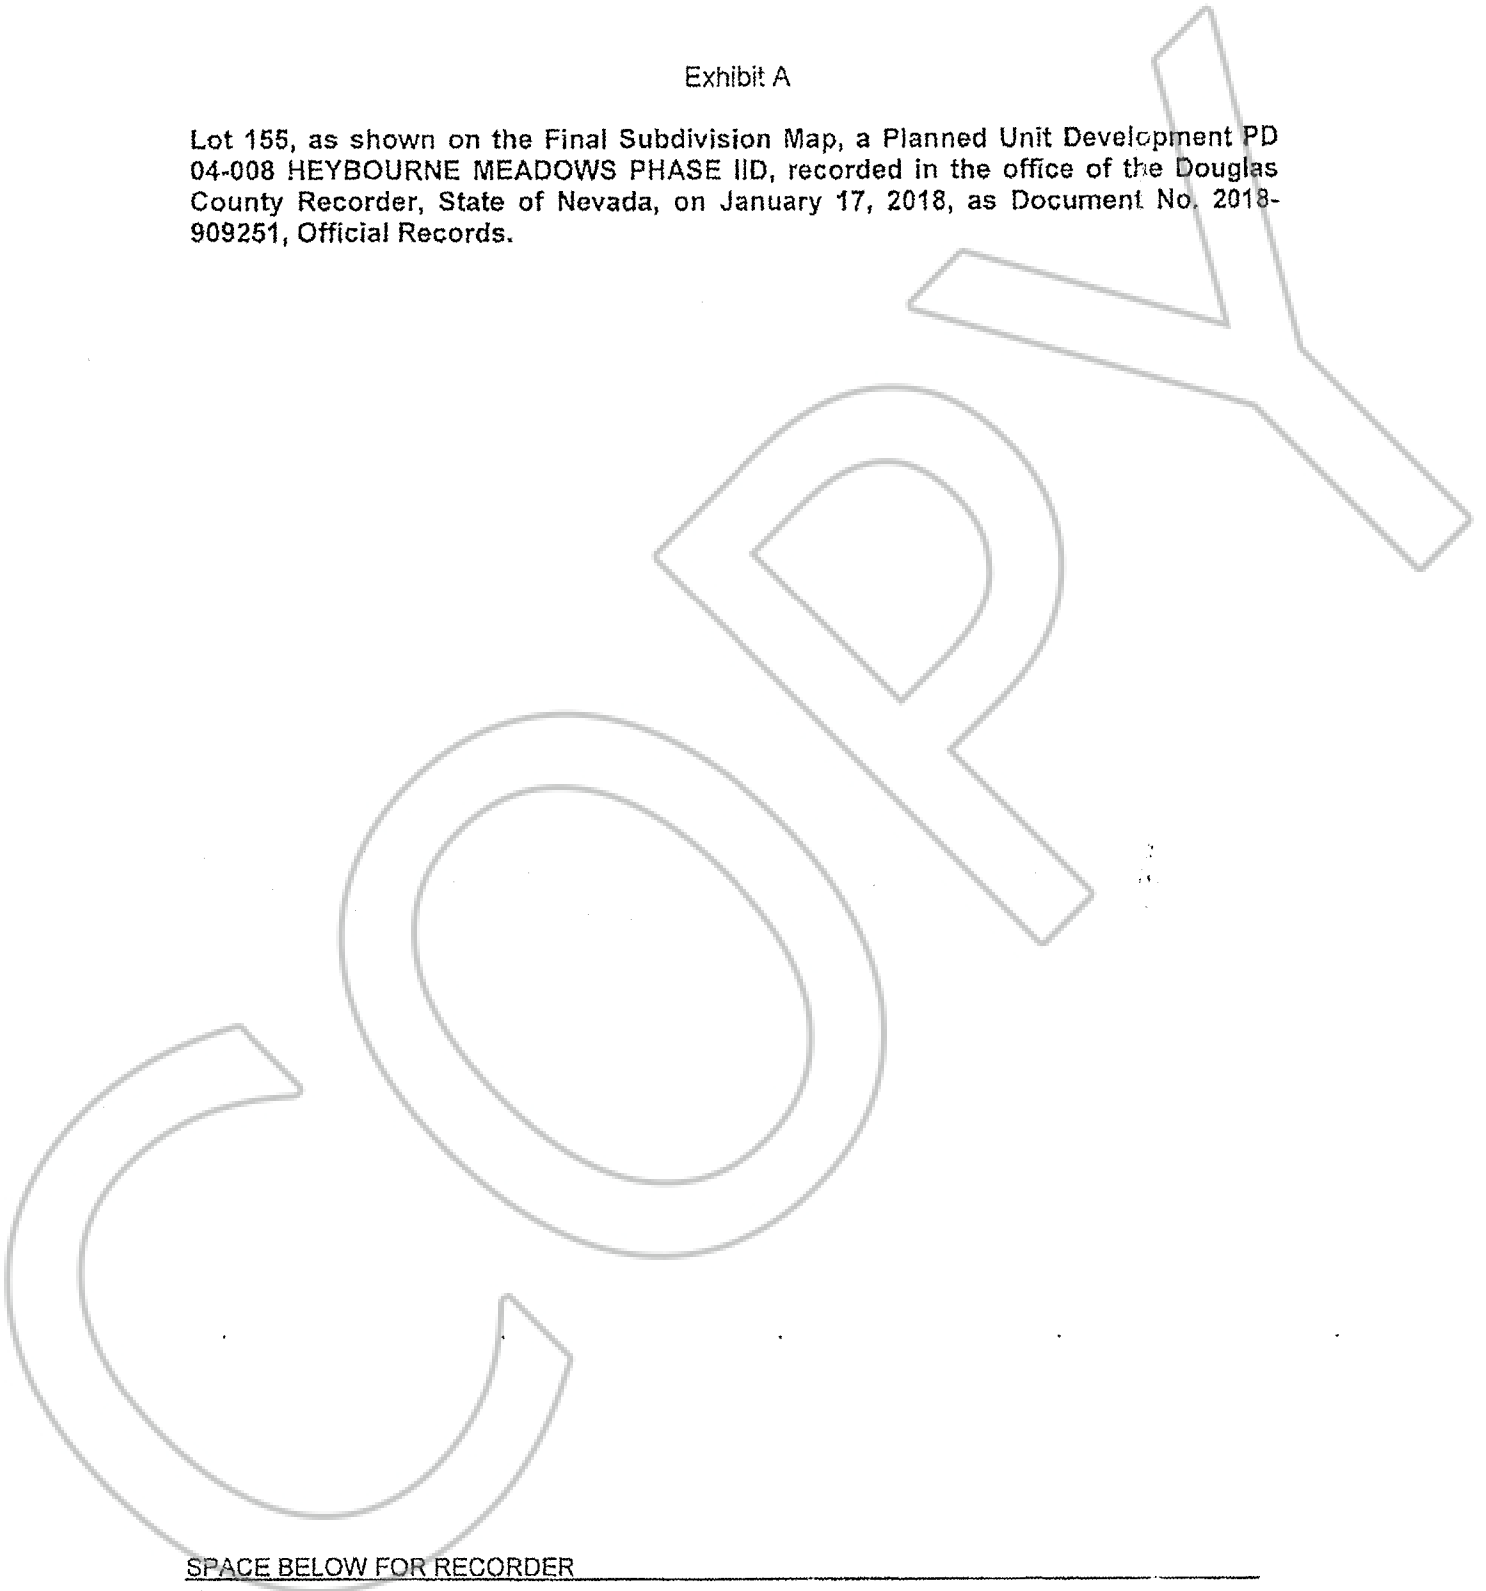 Exhibit A
Lot 155, as shown on the Final Subdivision Map, a Planned Unit Development PD
04-008 HEYBOURNE MEADOWS PHASE IID, recorded in the office of the Douglas
County Recorder, State of Nevada, on January 17, 2018, as Document No. 2018-
909251, Official Records.
COPY
SPACE BELOW FOR RECORDER